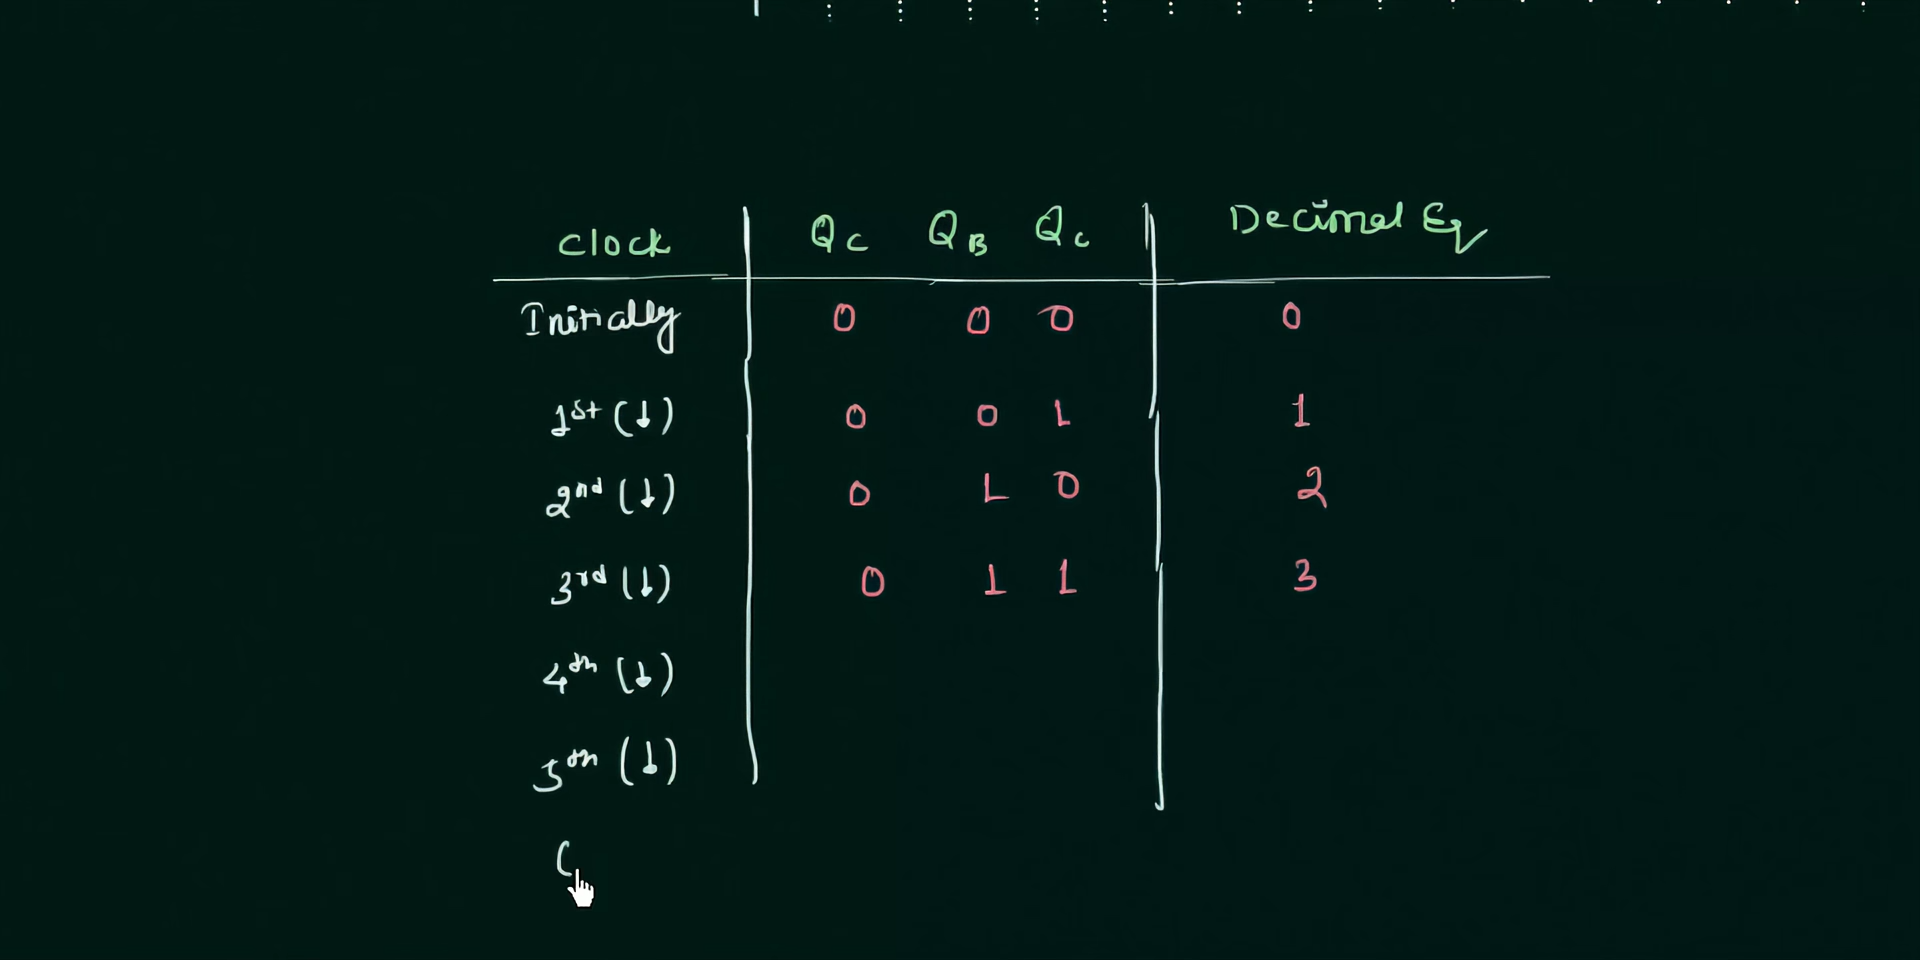 Clock QC QB QC Decimal Eq
Initially 0 0 0 0
1st (↓) 0 0 1 1
2nd (↓) 0 1 0 2
3rd (↓) 0 1 1 3
4th (↓)
5th (↓)
(